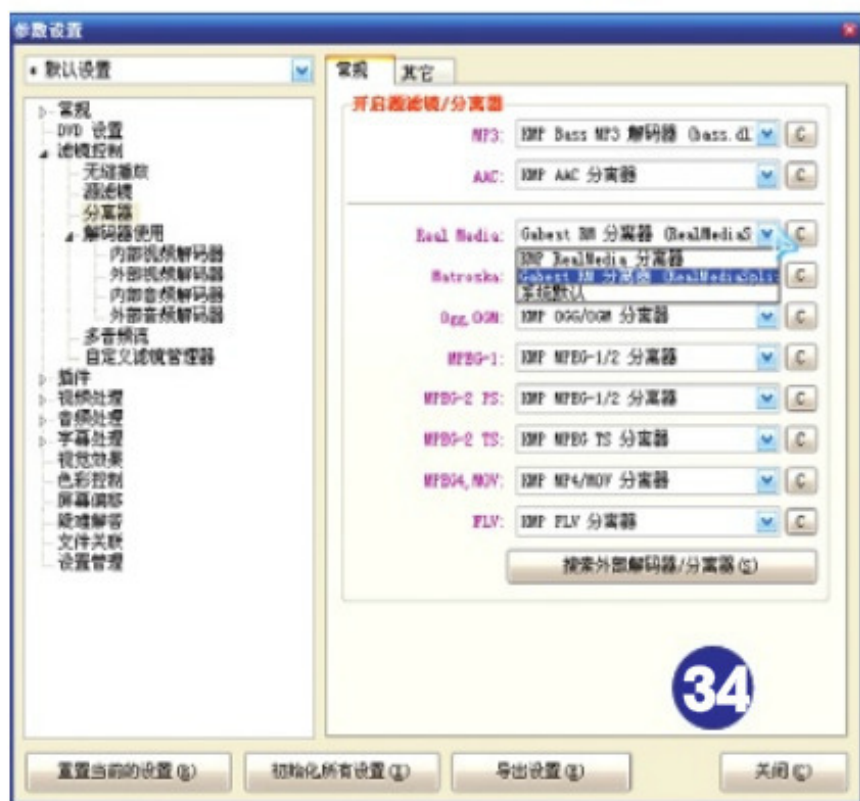 参数设置
默认设置
常规
DVD 设置
滤镜控制
无缝播放
源滤镜
分离器
解码器使用
内部视频解码器
外部视频解码器
内部音频解码器
外部音频解码器
多音频流
自定义滤镜管理器
插件
视频处理
音频处理
字幕处理
视觉效果
色彩控制
屏幕偏移
疑难解答
文件关联
设置管理
常规 其它
开启源滤镜/分离器
MP3: KMP Bass MP3 解码器 (bass.dl C
AAC: KMP AAC 分离器 C
Real Media: Gabest RM 分离器 (RealMediaS C
KMP RealMedia 分离器
Gabest RM 分离器 (RealMediaSpli
系统默认
Matroska: C
Ogg, OGM: KMP OGG/OGM 分离器 C
MPEG-1: KMP MPEG-1/2 分离器 C
MPEG-2 PS: KMP MPEG-1/2 分离器 C
MPEG-2 TS: KMP MPEG TS 分离器 C
MPEG4, MOV: KMP MP4/MOV 分离器 C
FLV: KMP FLV 分离器 C
搜索外部解码器/分离器(S)
34
重置当前的设置(R) 初始化所有设置(I) 导出设置(E) 关闭(C)